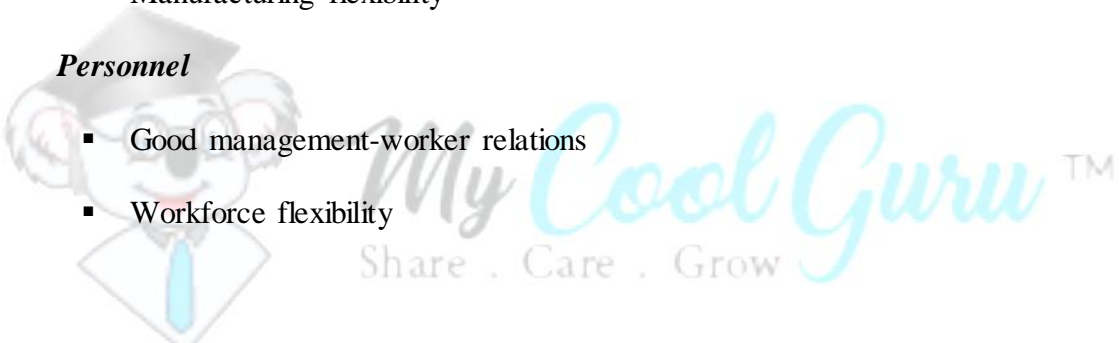 Manufacturing flexibility
Personnel
▪ Good management-worker relations
▪ Workforce flexibility
My Cool Guru TM
Share . Care . Grow